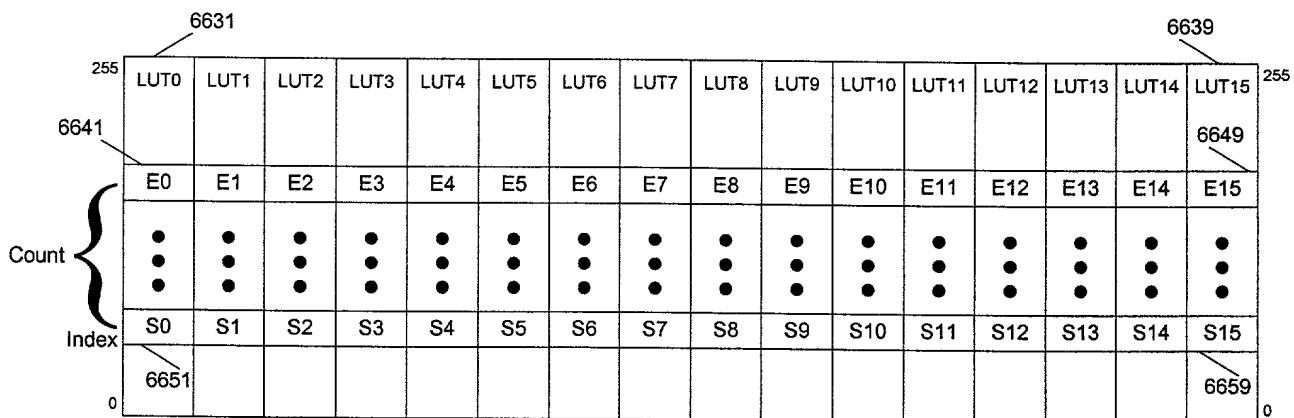 6631 6639
255 LUT0 LUT1 LUT2 LUT3 LUT4 LUT5 LUT6 LUT7 LUT8 LUT9 LUT10 LUT11 LUT12 LUT13 LUT14 LUT15 255
6641 6649
E0 E1 E2 E3 E4 E5 E6 E7 E8 E9 E10 E11 E12 E13 E14 E15
Count
Index S0 S1 S2 S3 S4 S5 S6 S7 S8 S9 S10 S11 S12 S13 S14 S15
6651 6659
0 0